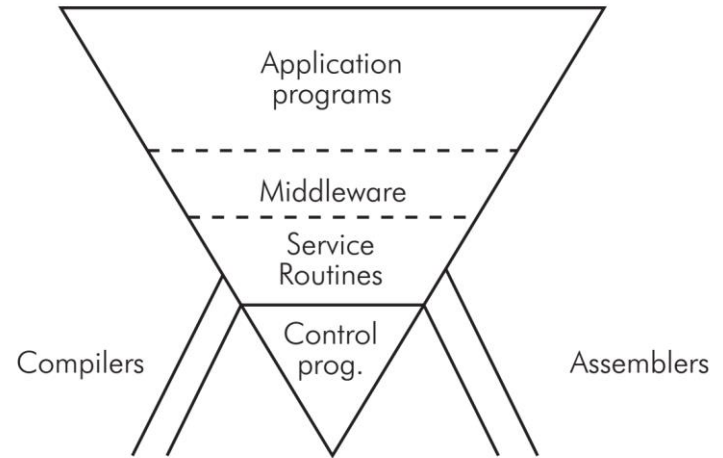 Application
programs
Middleware
Service
Routines
Control
prog.
Compilers
Assemblers